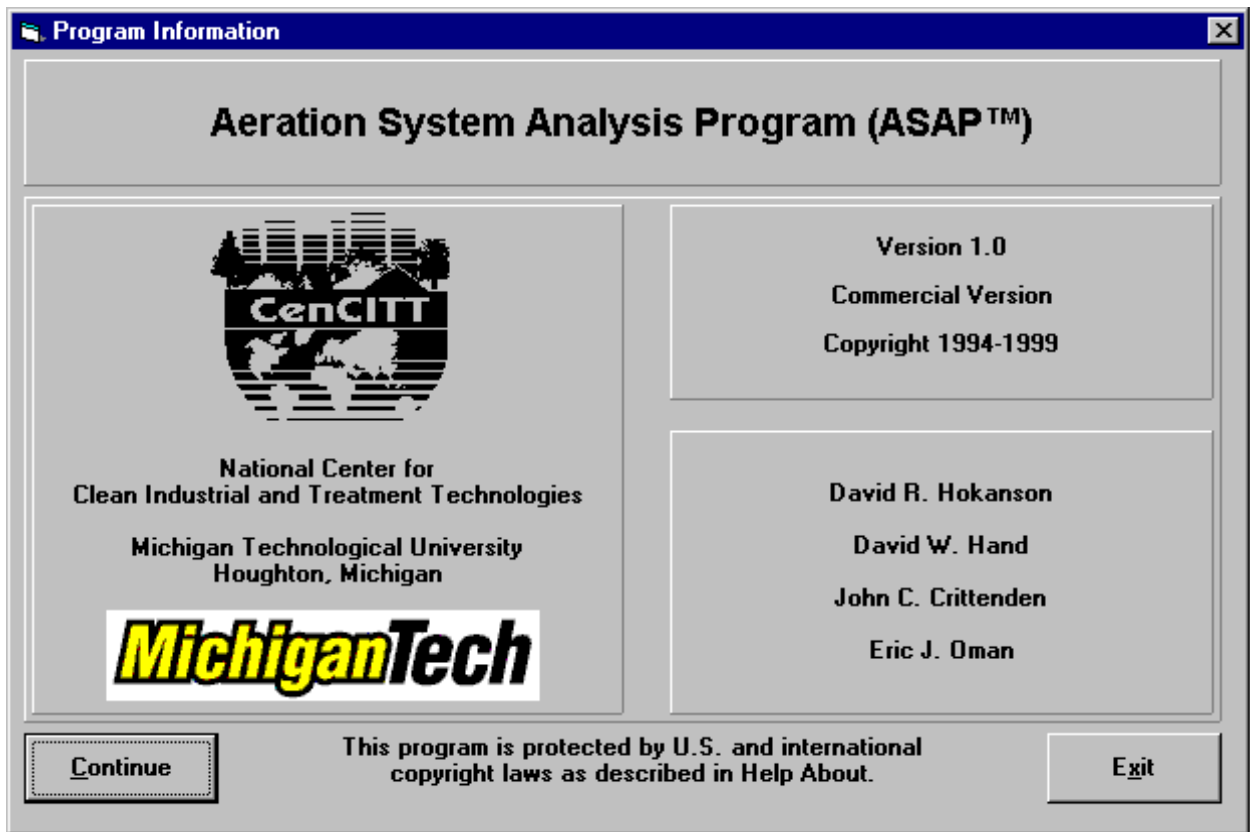 Program Information
Aeration System Analysis Program (ASAP™)
CenCITT
National Center for
Clean Industrial and Treatment Technologies
Michigan Technological University
Houghton, Michigan
MichiganTech
Version 1.0
Commercial Version
Copyright 1994-1999
David R. Hokanson
David W. Hand
John C. Crittenden
Eric J. Oman
Continue
This program is protected by U.S. and international
copyright laws as described in Help About.
Exit